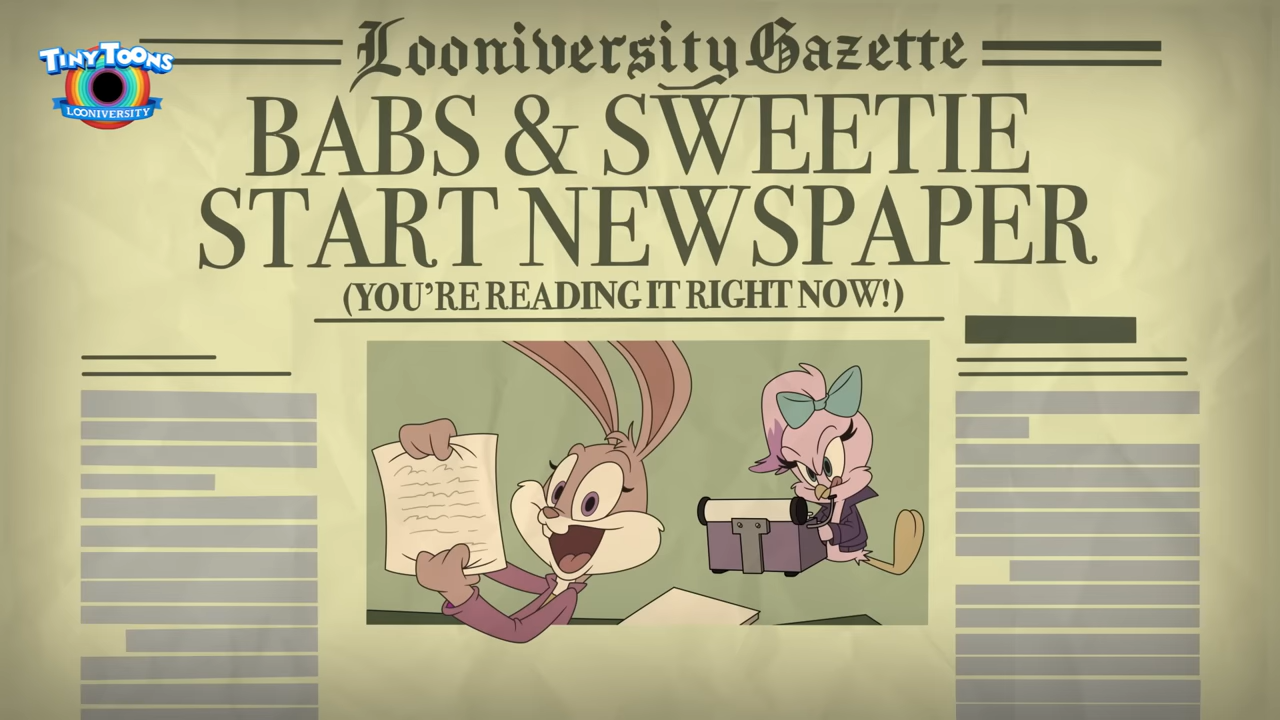 TINY TOONS
LOONIVERSITY
Looniversity Gazette
BABS & SWEETIE
START NEWSPAPER
(YOU'RE READING IT RIGHT NOW!)